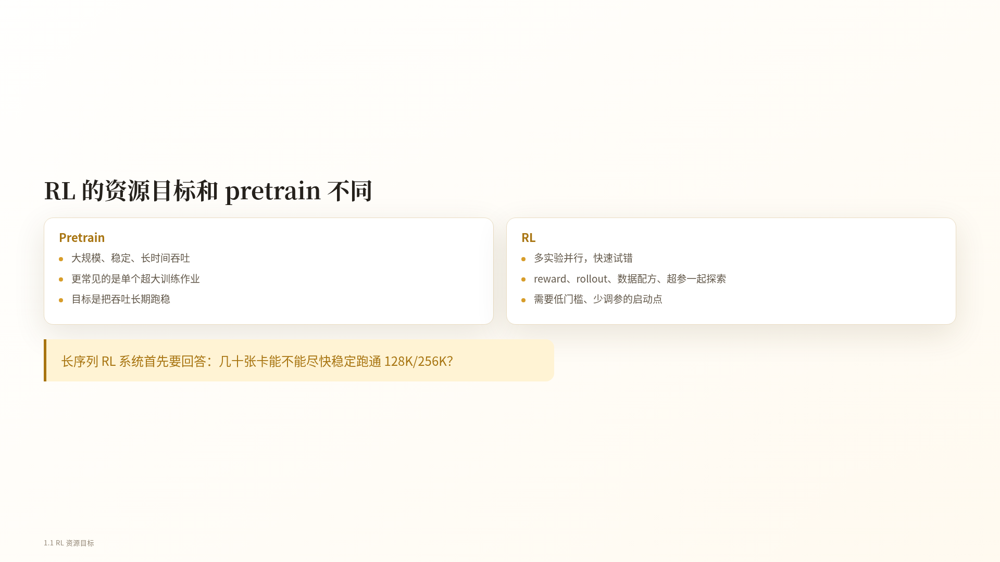 RL 的资源目标和 pretrain 不同
Pretrain
大规模、稳定、长时间吞吐
更常见的是单个超大训练作业
目标是把吞吐长期跑稳
RL
多实验并行，快速试错
reward、rollout、数据配方、超参一起探索
需要低门槛、少调参的启动点
长序列 RL 系统首先要回答：几十张卡能不能尽快稳定跑通 128K/256K？
1.1 RL 资源目标